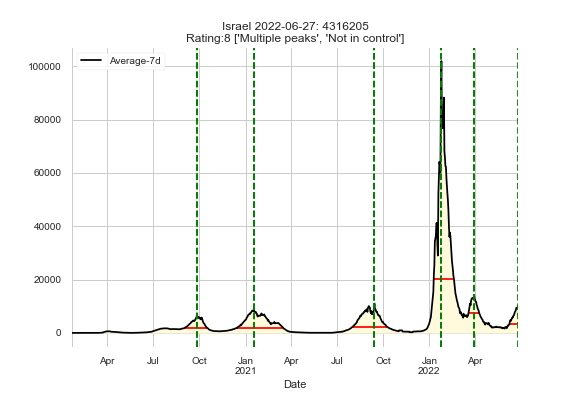 Israel 2022-06-27: 4316205
Rating:8 ['Multiple peaks', 'Not in control']
Average-7d
100000
80000
60000
40000
20000
0
Apr Jul Oct Jan Apr Jul Oct Jan Apr
2021 2022
Date